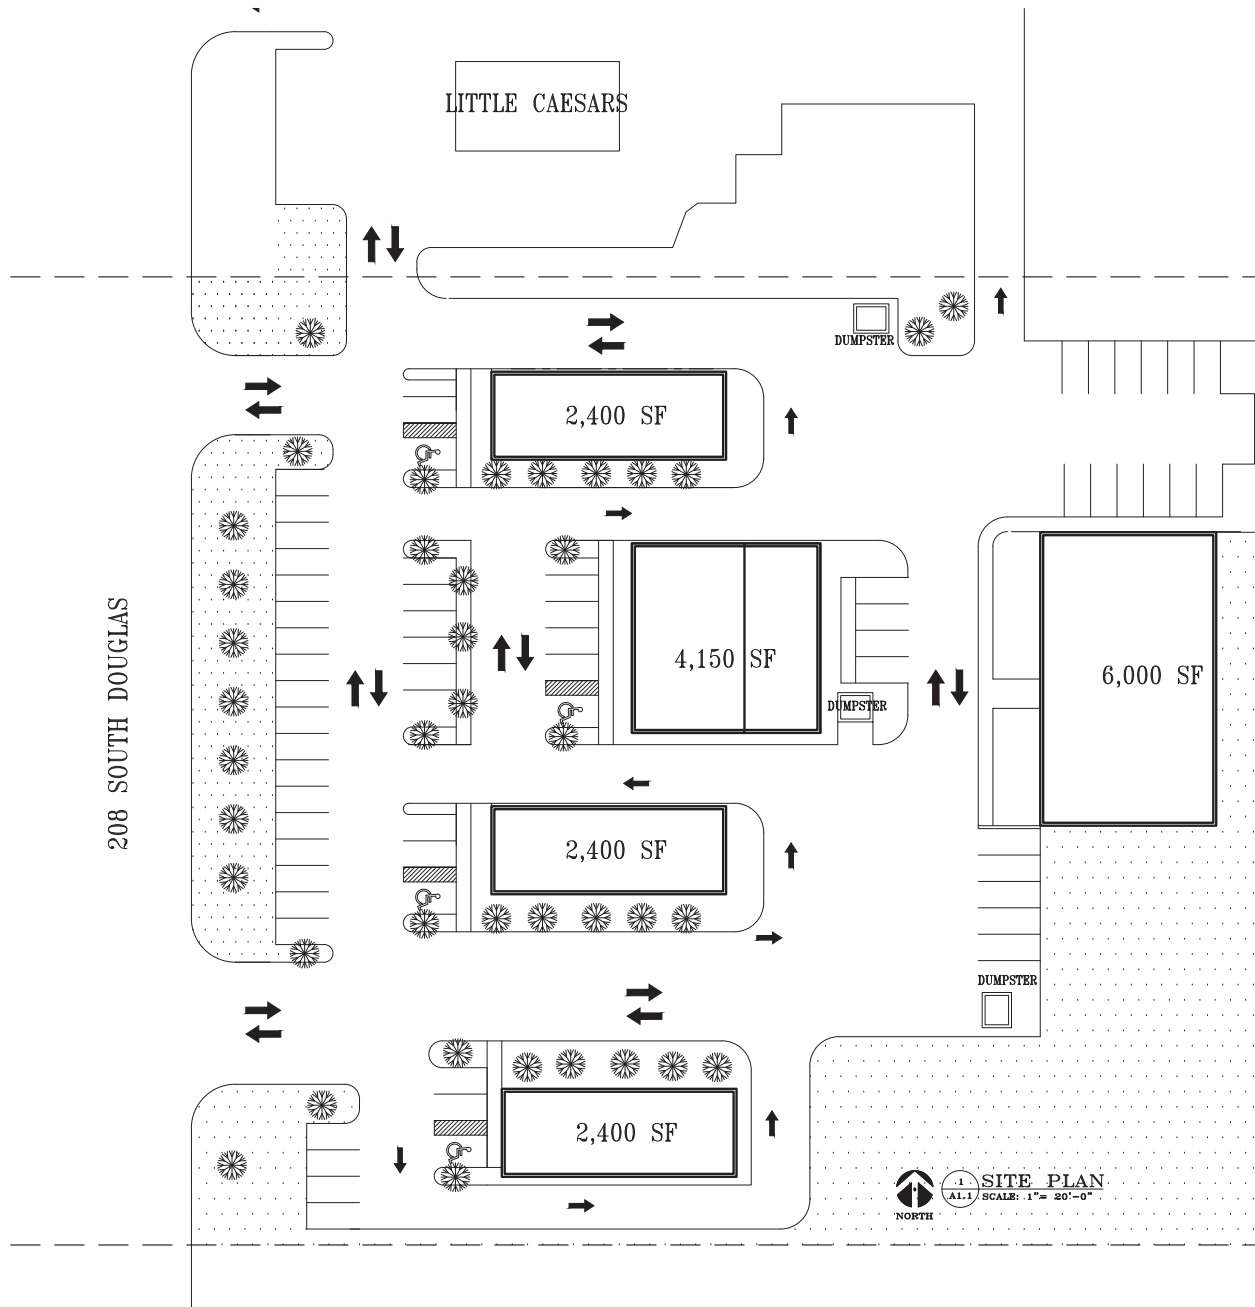 LITTLE CAESARS
DUMPSTER
2,400 SF
208 SOUTH DOUGLAS
4,150 SF
DUMPSTER
6,000 SF
2,400 SF
DUMPSTER
2,400 SF
NORTH
1
A1.1
SITE PLAN
SCALE: 1"= 20'-0"